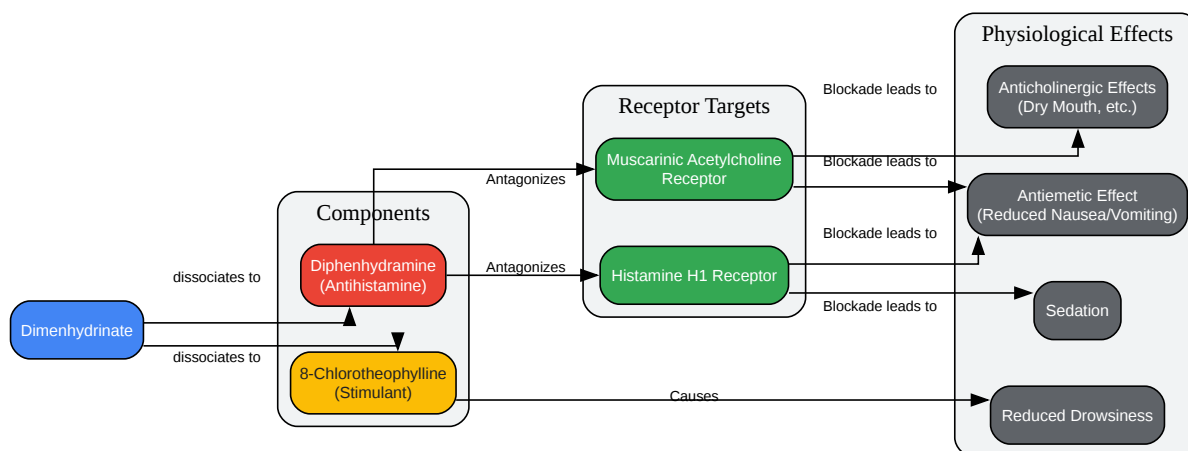 Physiological Effects
Anticholinergic Effects
(Dry Mouth, etc.)
Blockade leads to
Receptor Targets
Muscarinic Acetylcholine
Receptor
Blockade leads to
Antagonizes
Antiemetic Effect
(Reduced Nausea/Vomiting)
Components
Blockade leads to
Diphenhydramine
(Antihistamine)
Antagonizes
Histamine H1 Receptor
dissociates to
Blockade leads to
Sedation
Dimenhydrinate
dissociates to
8-Chlorotheophylline
(Stimulant)
Causes
Reduced Drowsiness